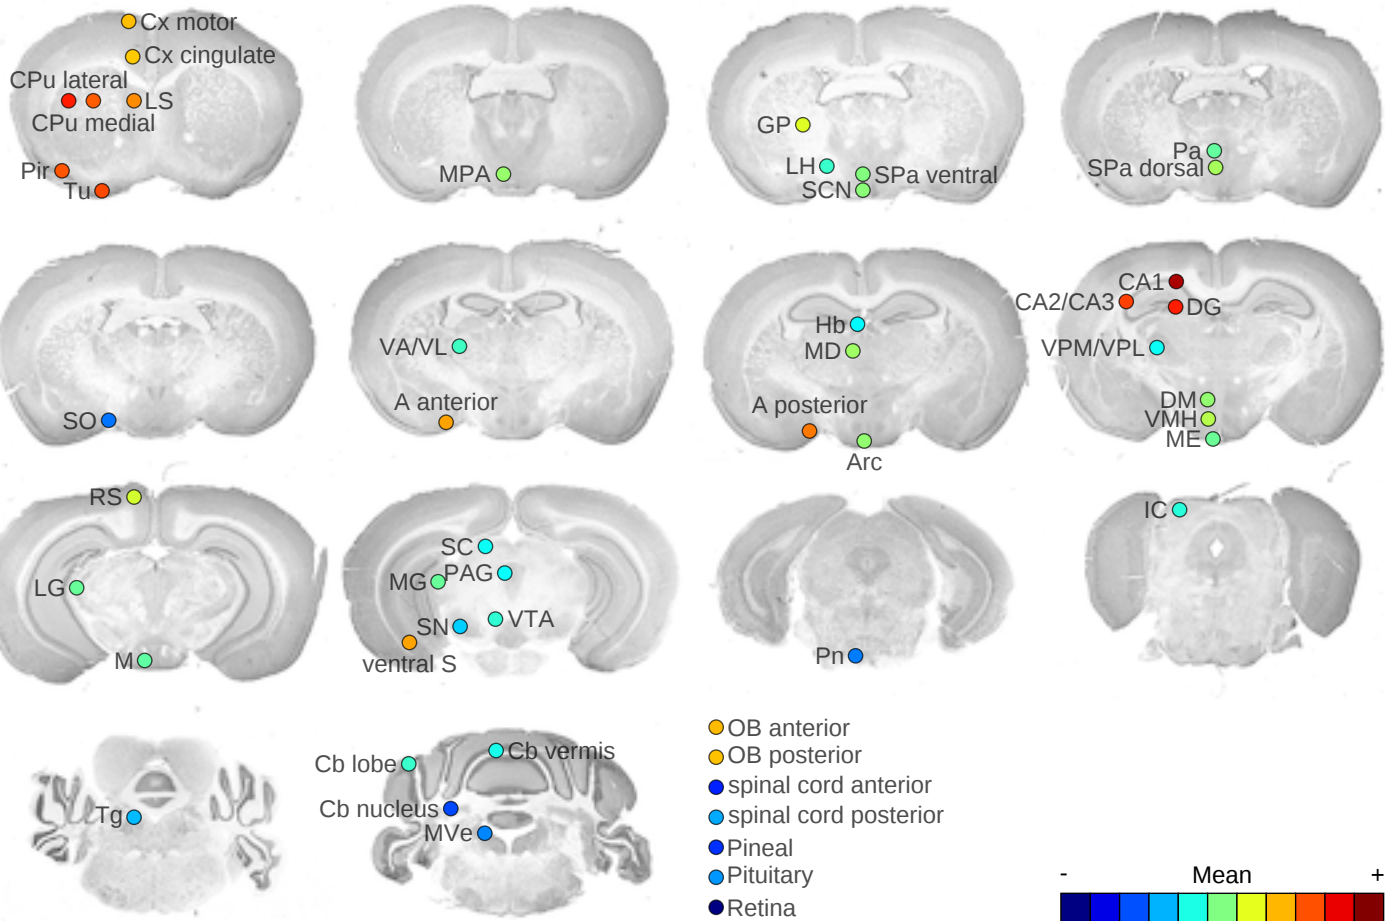 Cx motor
Cx cingulate
CPu lateral
LS
CPu medial
Pir
Tu
MPA
GP
LH
SPa ventral
SCN
Pa
SPa dorsal
SO
VA/VL
A anterior
Hb
MD
A posterior
Arc
CA1
CA2/CA3
DG
VPM/VPL
DM
VMH
ME
RS
LG
M
SC
MG
PAG
SN
VTA
ventral S
Pn
IC
Tg
Cb lobe
Cb vermis
Cb nucleus
MVe
OB anterior
OB posterior
spinal cord anterior
spinal cord posterior
Pineal
Pituitary
Retina
- Mean +